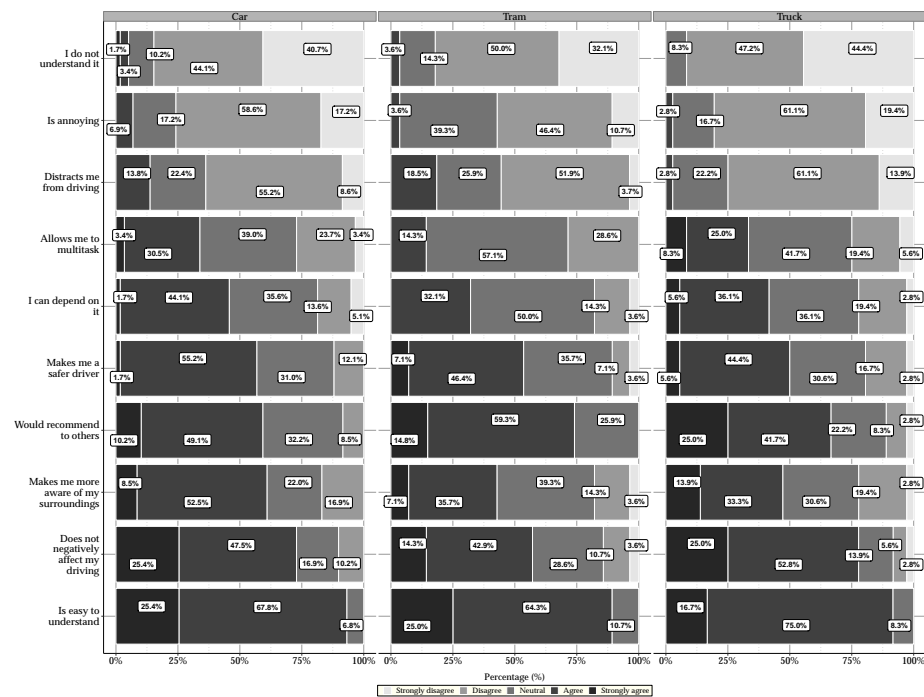 Car Tram Truck
I do not
understand it
1.7% 3.4% 10.2% 44.1% 40.7% 3.6% 14.3% 50.0% 32.1% 8.3% 47.2% 44.4%
Is annoying
6.9% 17.2% 58.6% 17.2% 3.6% 39.3% 46.4% 10.7% 2.8% 16.7% 61.1% 19.4%
Distracts me
from driving
13.8% 22.4% 55.2% 8.6% 18.5% 25.9% 51.9% 3.7% 2.8% 22.2% 61.1% 13.9%
Allows me to
multitask
3.4% 30.5% 39.0% 23.7% 3.4% 14.3% 57.1% 28.6% 8.3% 25.0% 41.7% 19.4% 5.6%
I can depend on
it
1.7% 44.1% 35.6% 13.6% 5.1% 32.1% 50.0% 14.3% 3.6% 5.6% 36.1% 36.1% 19.4% 2.8%
Makes me a
safer driver
1.7% 55.2% 31.0% 12.1% 7.1% 46.4% 35.7% 7.1% 3.6% 5.6% 44.4% 30.6% 16.7% 2.8%
Would recommend
to others
10.2% 49.1% 32.2% 8.5% 14.8% 59.3% 25.9% 25.0% 41.7% 22.2% 8.3% 2.8%
Makes me more
aware of my
surroundings
8.5% 52.5% 22.0% 16.9% 7.1% 35.7% 39.3% 14.3% 3.6% 13.9% 33.3% 30.6% 19.4% 2.8%
Does not
negatively
affect my
driving
25.4% 47.5% 16.9% 10.2% 14.3% 42.9% 28.6% 10.7% 3.6% 25.0% 52.8% 13.9% 5.6% 2.8%
Is easy to
understand
25.4% 67.8% 6.8% 25.0% 64.3% 10.7% 16.7% 75.0% 8.3%
0% 25% 50% 75% 100% 0% 25% 50% 75% 100% 0% 25% 50% 75% 100%
Percentage (%)
Strongly disagree Disagree Neutral Agree Strongly agree